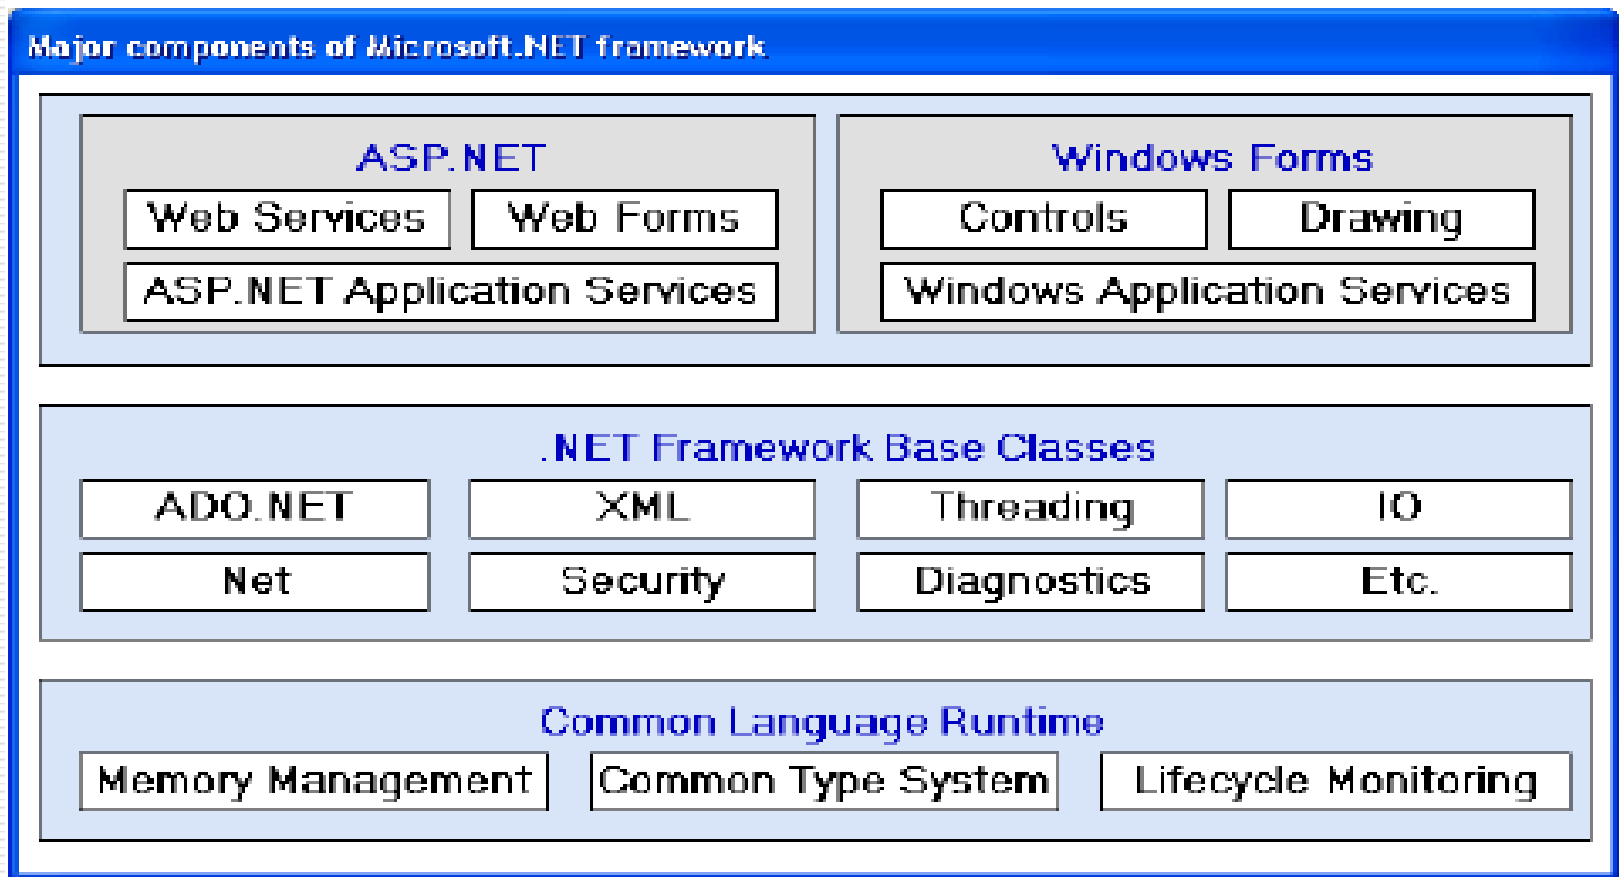 Major components of Microsoft.NET framework
ASP.NET
Web Services
Web Forms
ASP.NET Application Services
Windows Forms
Controls
Drawing
Windows Application Services
.NET Framework Base Classes
ADO.NET
XML
Threading
IO
Net
Security
Diagnostics
Etc.
Common Language Runtime
Memory Management
Common Type System
Lifecycle Monitoring